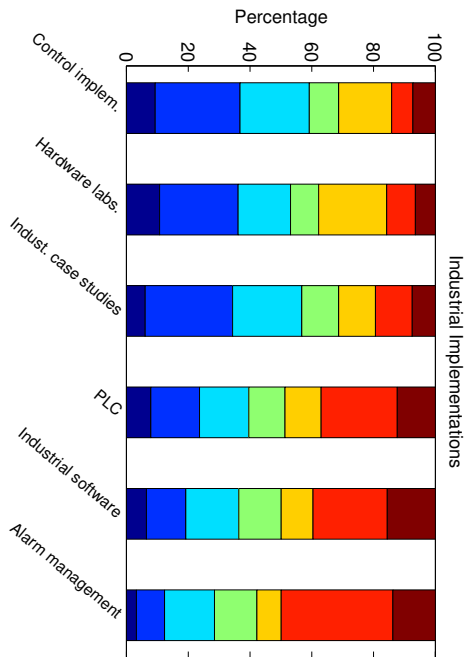 Percentage
0
20
40
60
80
100
Industrial Implementations
Control implem.
Hardware labs.
Indust. case studies
PLC
Industrial software
Alarm management